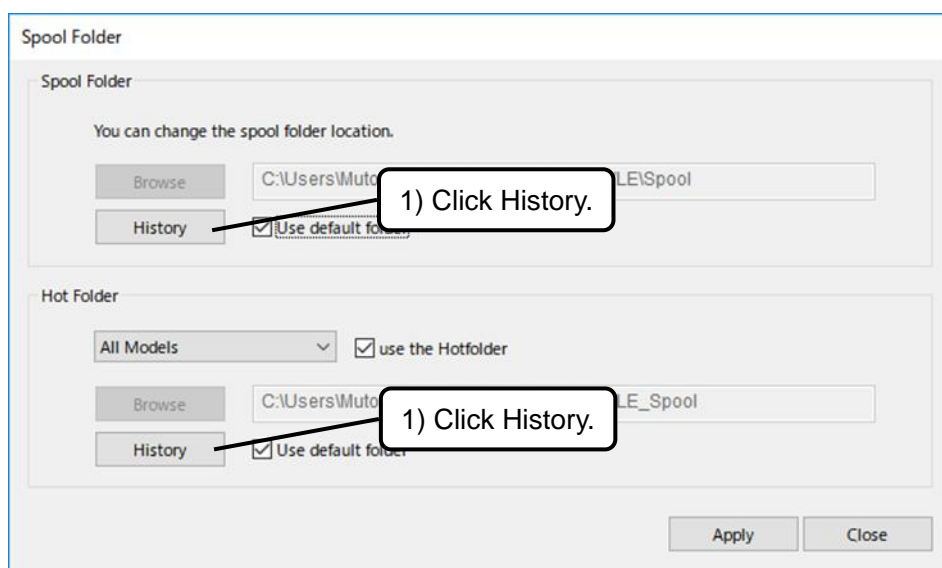 Spool Folder
Spool Folder
You can change the spool folder location.
Browse C:\Users\Muto LE\Spool
1) Click History.
History Use default folder
Hot Folder
All Models use the Hotfolder
Browse C:\Users\Muto LE_Spool
1) Click History.
History Use default folder
Apply Close